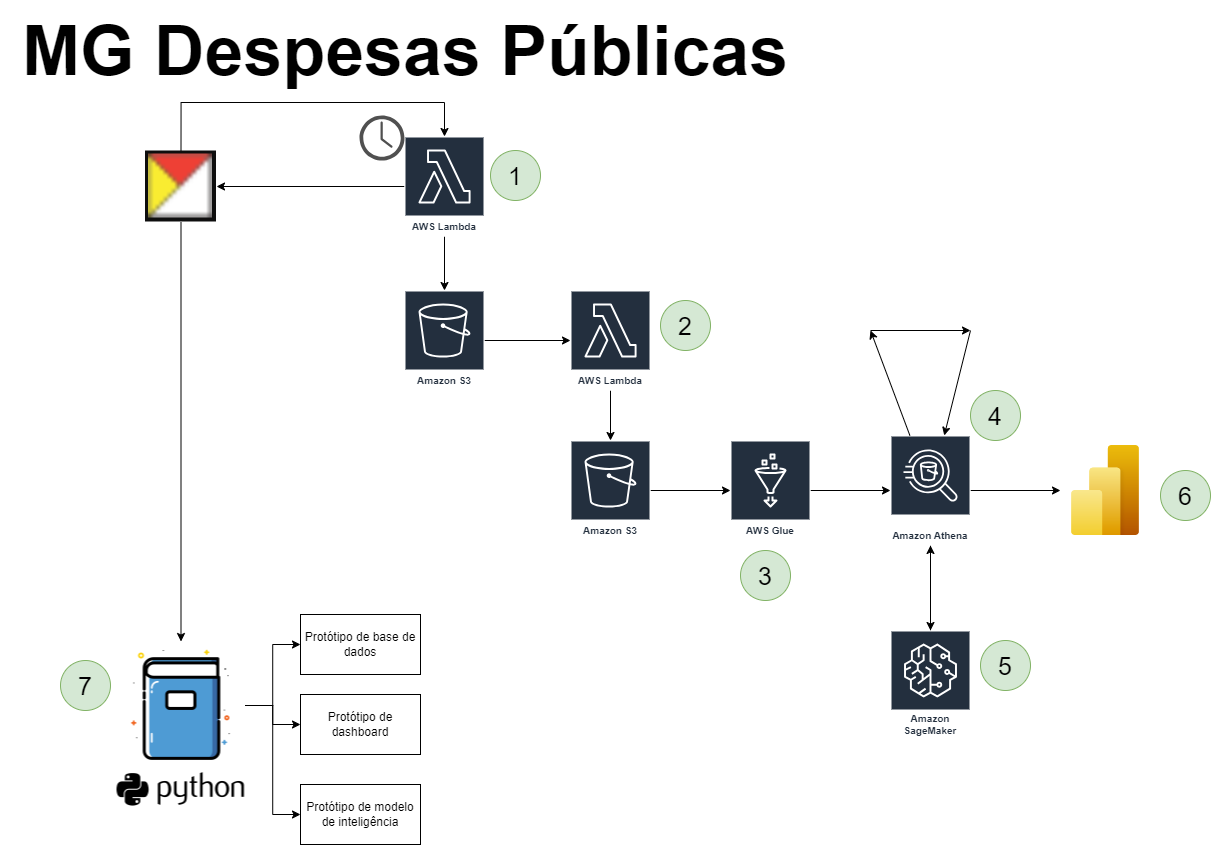 MG Despesas Públicas
1
AWS Lambda
2
Amazon S3
AWS Lambda
4
6
Amazon S3
AWS Glue
Amazon Athena
3
5
Amazon
SageMaker
7
python
Protótipo de base de
dados
Protótipo de
dashboard
Protótipo de modelo
de inteligência